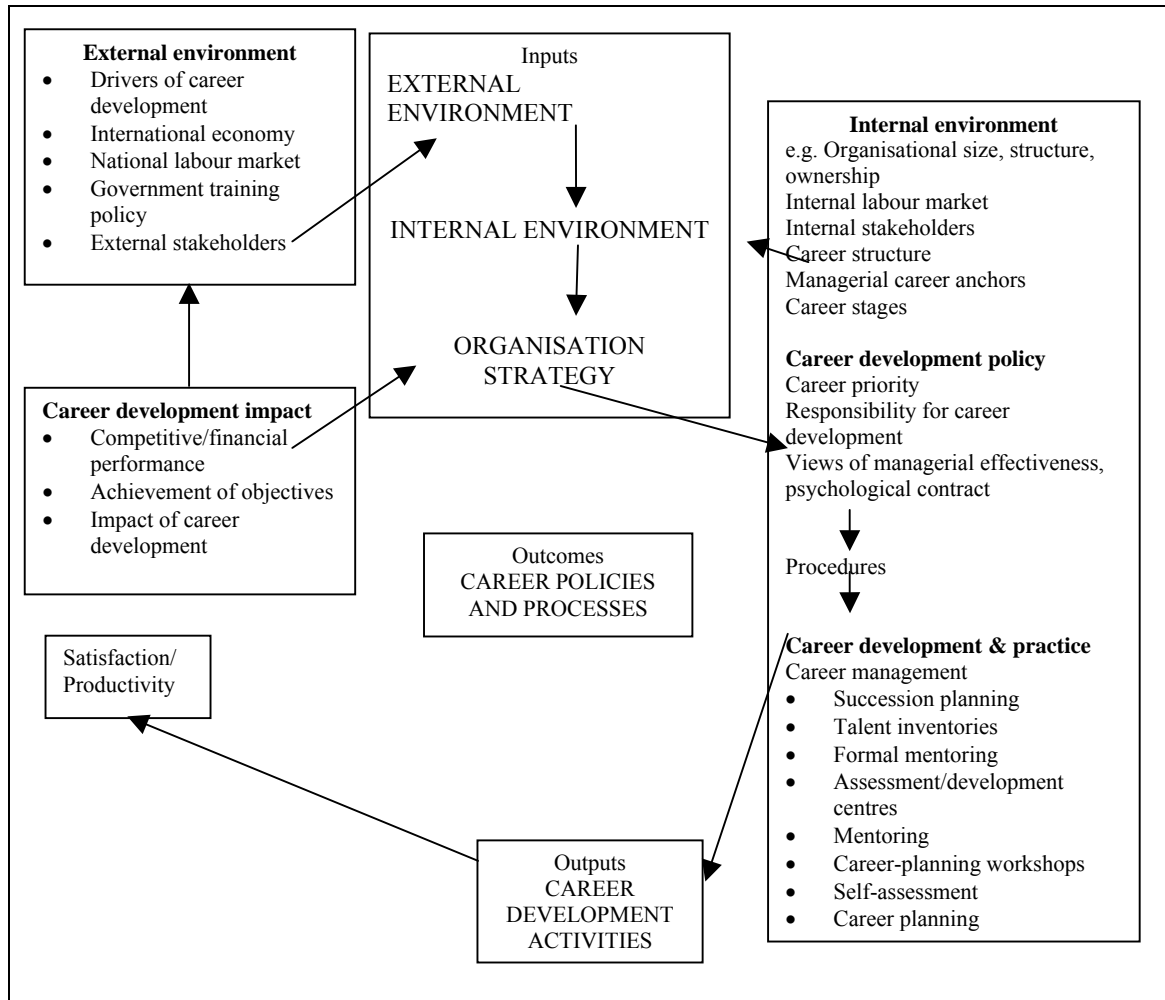 External environment
• Drivers of career
development
• International economy
• National labour market
• Government training
policy
• External stakeholders
Inputs
EXTERNAL
ENVIRONMENT
INTERNAL ENVIRONMENT
ORGANISATION
STRATEGY
Internal environment
e.g. Organisational size, structure,
ownership
Internal labour market
Internal stakeholders
Career structure
Managerial career anchors
Career stages
Career development policy
Career priority
Responsibility for career
development
Views of managerial effectiveness,
psychological contract
Procedures
Career development & practice
Career management
• Succession planning
• Talent inventories
• Formal mentoring
• Assessment/development
centres
• Mentoring
• Career-planning workshops
• Self-assessment
• Career planning
Career development impact
• Competitive/financial
performance
• Achievement of objectives
• Impact of career
development
Outcomes
CAREER POLICIES
AND PROCESSES
Satisfaction/
Productivity
Outputs
CAREER
DEVELOPMENT
ACTIVITIES